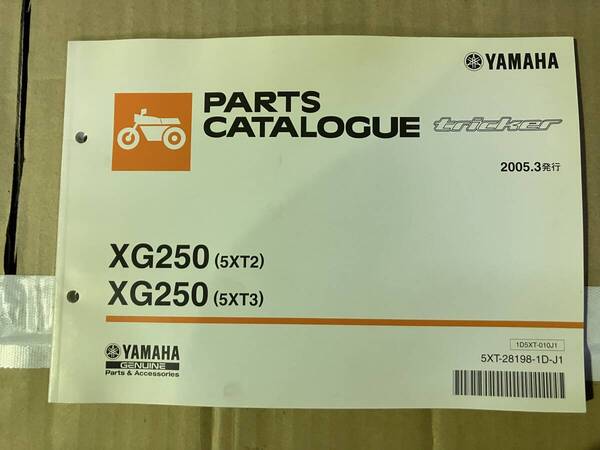 YAMAHA
PARTS
CATALOGUE
tricker
2005.3発行
XG250 (5XT2)
XG250 (5XT3)
YAMAHA
GENUINE
Parts & Accessories
1D5XT-010J1
5XT-28198-1D-J1